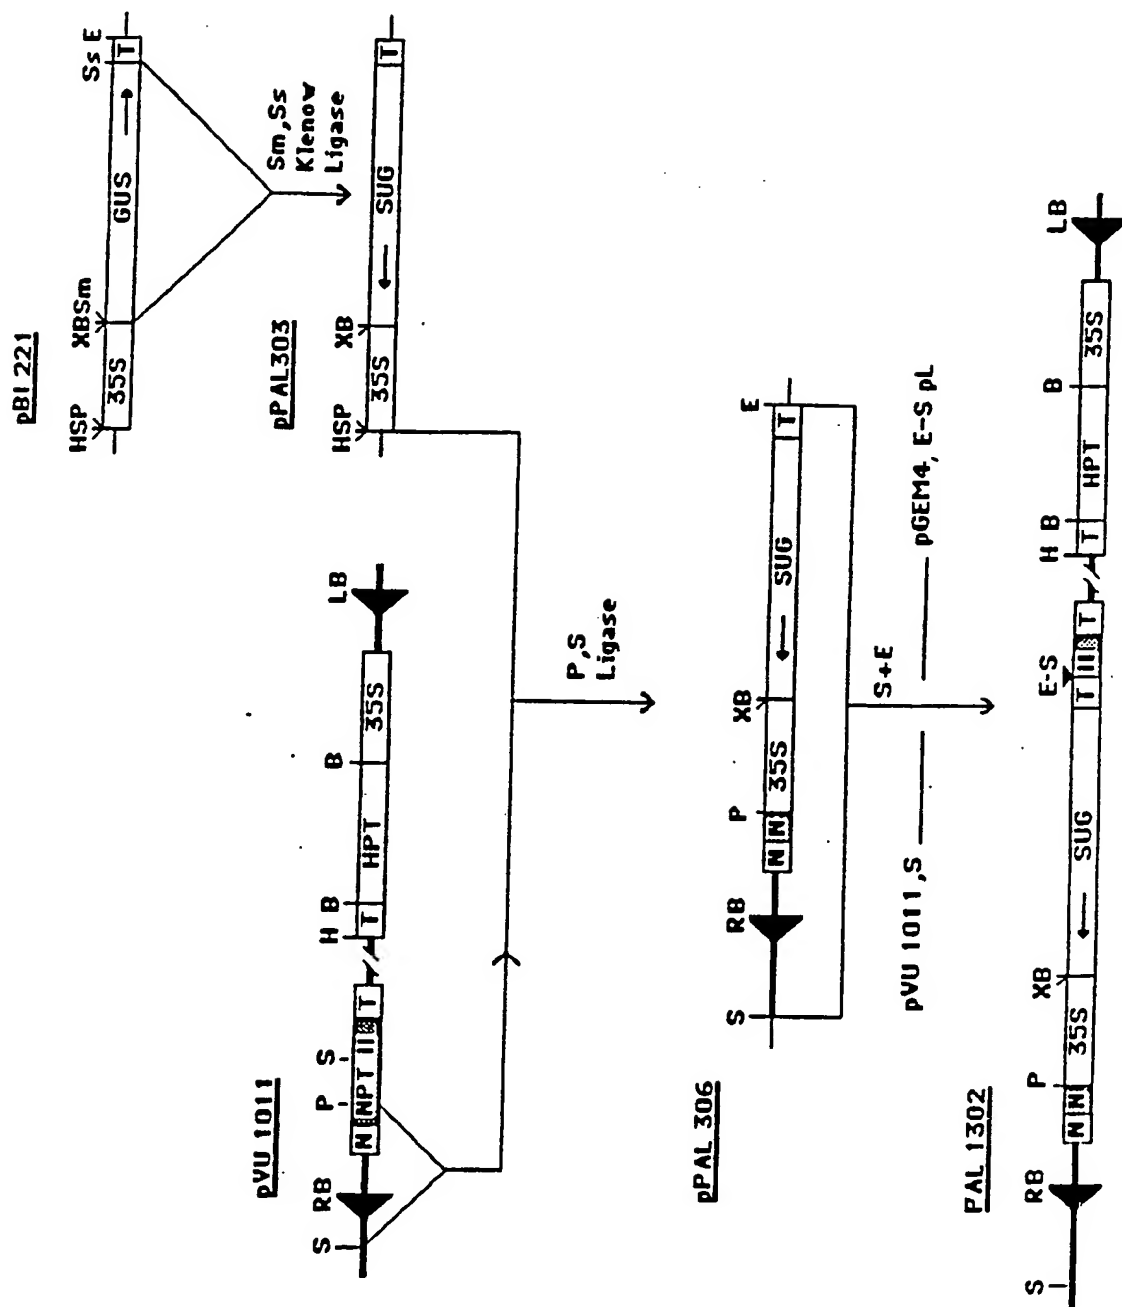 pBI 221
HSP XBSm Ss E
35S GUS T
Sm,Ss
Klenow
Ligase
pPAL303
HSP XB
35S SUG T
pVU 1011
S RB P S H B B LB
N NPT II T T HPT 35S
P,S
Ligase
pPAL 306
S RB P XB E
N N 35S SUG T
S+E
pVU 1011,S pGEM4, E-S pL
PAL 1302
S RB P XB E-S H B B LB
N N 35S SUG T II T T HPT 35S